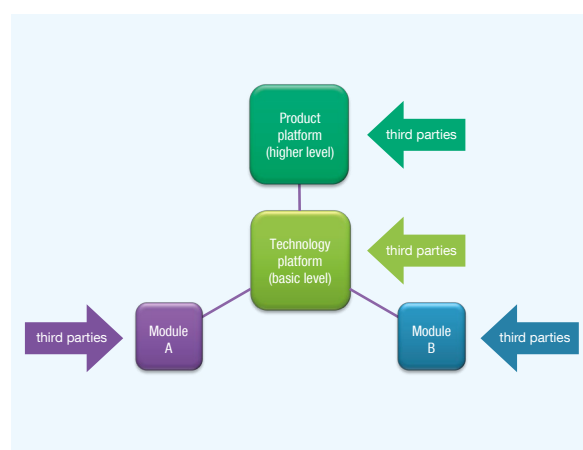 Product
platform
(higher level)
third parties
Technology
platform
(basic level)
third parties
third parties
Module
A
Module
B
third parties